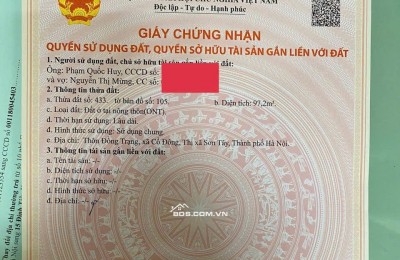 Độc lập - Tự do - Hạnh phúc
GIẤY CHỨNG NHẬN
QUYỀN SỬ DỤNG ĐẤT, QUYỀN SỞ HỮU TÀI SẢN GẮN LIỀN VỚI ĐẤT
1. Người sử dụng đất, chủ sở hữu tài sản gắn liền với đất:
Ông: Phạm Quốc Huy, CCCD số
và vợ: Nguyễn Thị Mừng, CC số:
2. Thông tin thửa đất:
a. Thửa đất số: 433. tờ bản đồ số: 105. b. Diện tích: 97,2m².
c. Loại đất: Đất ở tại nông thôn(ONT).
d. Thời hạn sử dụng: Lâu dài.
đ. Hình thức sử dụng: Sử dụng chung.
e. Địa chỉ: Thôn Đồng Trạng, xã Cổ Đông, Thị xã Sơn Tây, Thành phố Hà Nội.
3. Thông tin tài sản gắn liền với đất:
a. Tên tài sản: -/-
b. Diện tích sử dụng: -/-
c. Thời hạn sở hữu: -/-
d. Hình thức sở hữu: -/-
đ. Địa chỉ: -/-
BDS.COM.VN